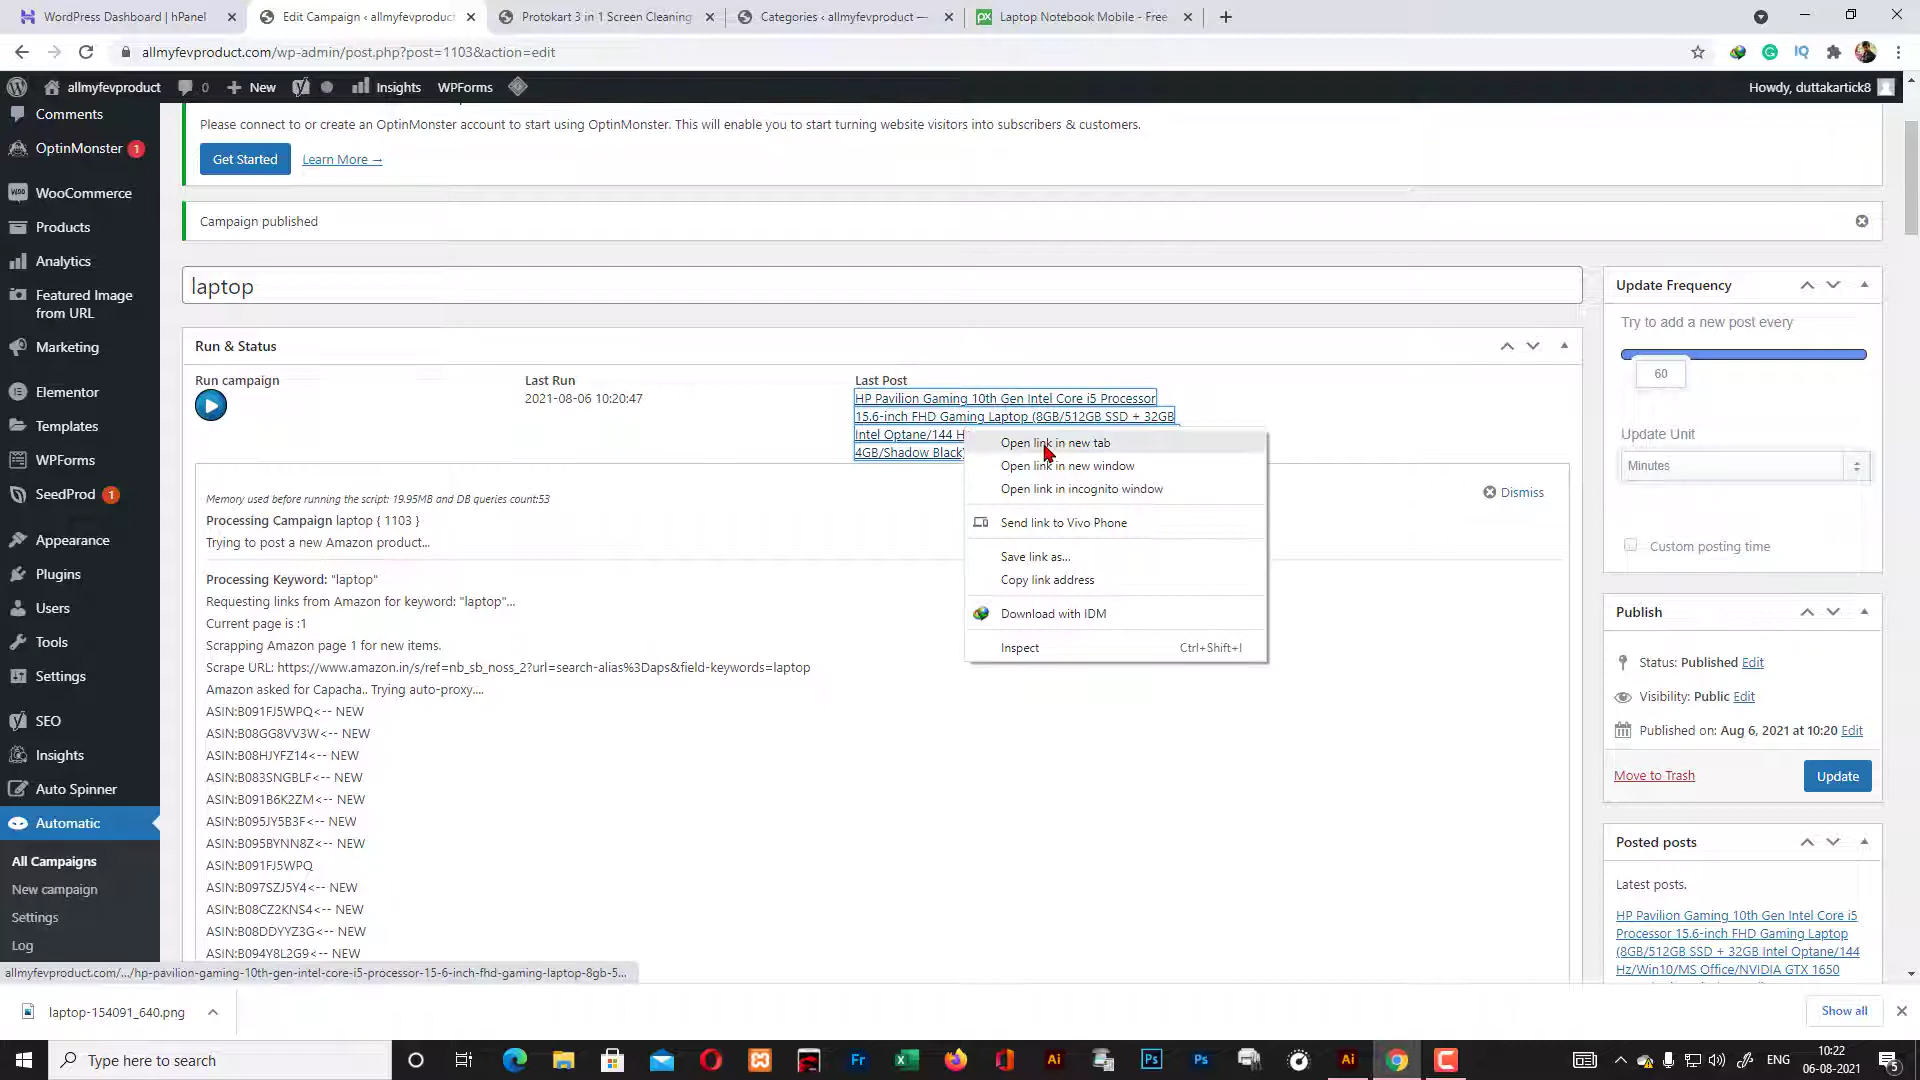 WordPress Dashboard | hPanel
Edit Campaign ‹ allmyfevproduct
Protokart 3 in 1 Screen Cleaning
Categories ‹ allmyfevproduct —
Laptop Notebook Mobile - Free
allmyfevproduct.com/wp-admin/post.php?post=1103&action=edit
allmyfevproduct
0
New
Insights
WPForms
Howdy, duttakartick8
Comments
OptinMonster 1
WooCommerce
Products
Analytics
Featured Image
from URL
Marketing
Elementor
Templates
WPForms
SeedProd 1
Appearance
Plugins
Users
Tools
Settings
SEO
Insights
Auto Spinner
Automatic
All Campaigns
New campaign
Settings
Log
Please connect to or create an OptinMonster account to start using OptinMonster. This will enable you to start turning website visitors into subscribers & customers.
Get Started
Learn More →
Campaign published
laptop
Run & Status
Run campaign
Last Run
2021-08-06 10:20:47
Last Post
HP Pavilion Gaming 10th Gen Intel Core i5 Processor
15.6-inch FHD Gaming Laptop (8GB/512GB SSD + 32GB
Intel Optane/144 H
4GB/Shadow Black)
Open link in new tab
Open link in new window
Open link in incognito window
Send link to Vivo Phone
Save link as...
Copy link address
Download with IDM
Inspect Ctrl+Shift+I
Dismiss
Memory used before running the script: 19.95MB and DB queries count:53
Processing Campaign laptop { 1103 }
Trying to post a new Amazon product...
Processing Keyword: "laptop"
Requesting links from Amazon for keyword: "laptop"...
Current page is :1
Scrapping Amazon page 1 for new items.
Scrape URL: https://www.amazon.in/s/ref=nb_sb_noss_2?url=search-alias%3Daps&field-keywords=laptop
Amazon asked for Capacha.. Trying auto-proxy....
ASIN:B091FJ5WPQ<-- NEW
ASIN:B08GG8VV3W<-- NEW
ASIN:B08HJYFZ14<-- NEW
ASIN:B083SNGBLF<-- NEW
ASIN:B091B6K2ZM<-- NEW
ASIN:B095JY5B3F<-- NEW
ASIN:B095BYNN8Z<-- NEW
ASIN:B091FJ5WPQ
ASIN:B097SZJ5Y4<-- NEW
ASIN:B08CZ2KNS4<-- NEW
ASIN:B08DDYYZ3G<-- NEW
ASIN:B094Y8L2G9<-- NEW
Update Frequency
Try to add a new post every
60
Update Unit
Minutes
Custom posting time
Publish
Status: Published Edit
Visibility: Public Edit
Published on: Aug 6, 2021 at 10:20 Edit
Move to Trash
Update
Posted posts
Latest posts.
HP Pavilion Gaming 10th Gen Intel Core i5
Processor 15.6-inch FHD Gaming Laptop
(8GB/512GB SSD + 32GB Intel Optane/144
Hz/Win10/MS Office/NVIDIA GTX 1650
allmyfevproduct.com/.../hp-pavilion-gaming-10th-gen-intel-core-i5-processor-15-6-inch-fhd-gaming-laptop-8gb-5...
laptop-154091_640.png
Show all
Type here to search
Fr
Ai
Ps
Ps
Ai
ENG
10:22
06-08-2021
5